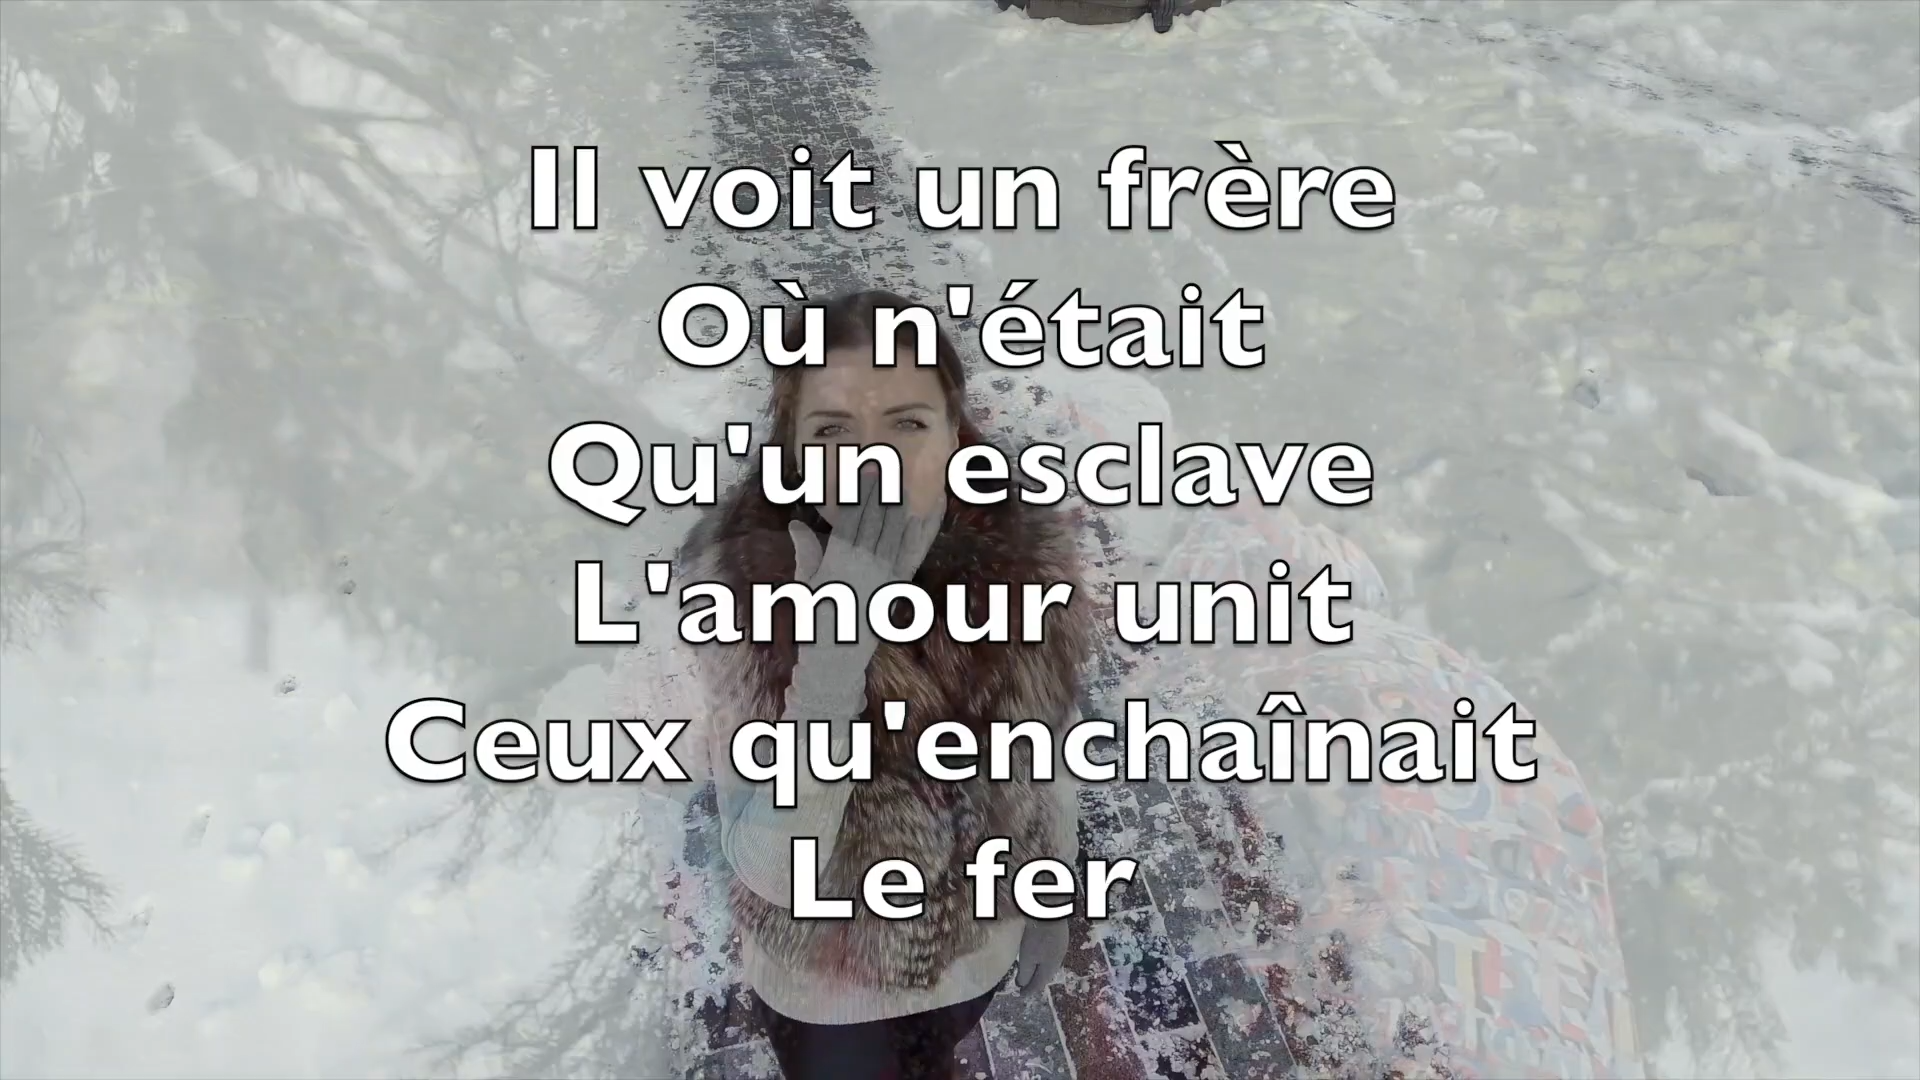 Il voit un frère
Où n'était
Qu'un esclave
L'amour unit
Ceux qu'enchaînait
Le fer